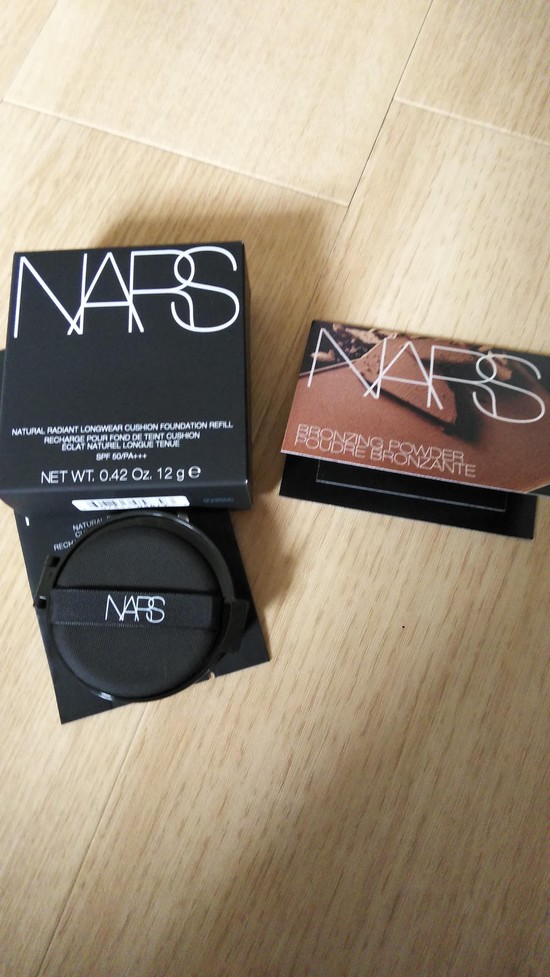 NARS
NATURAL RADIANT LONGWEAR CUSHION FOUNDATION REFILL
RECHARGE POUR FOND DE TEINT CUSHION
ÉCLAT NATUREL LONGUE TENUE
SPF 50/PA+++
NET WT. 0.42 Oz. 12 g ℮
NARS
NARS
BRONZING POWDER
POUDRE BRONZANTE